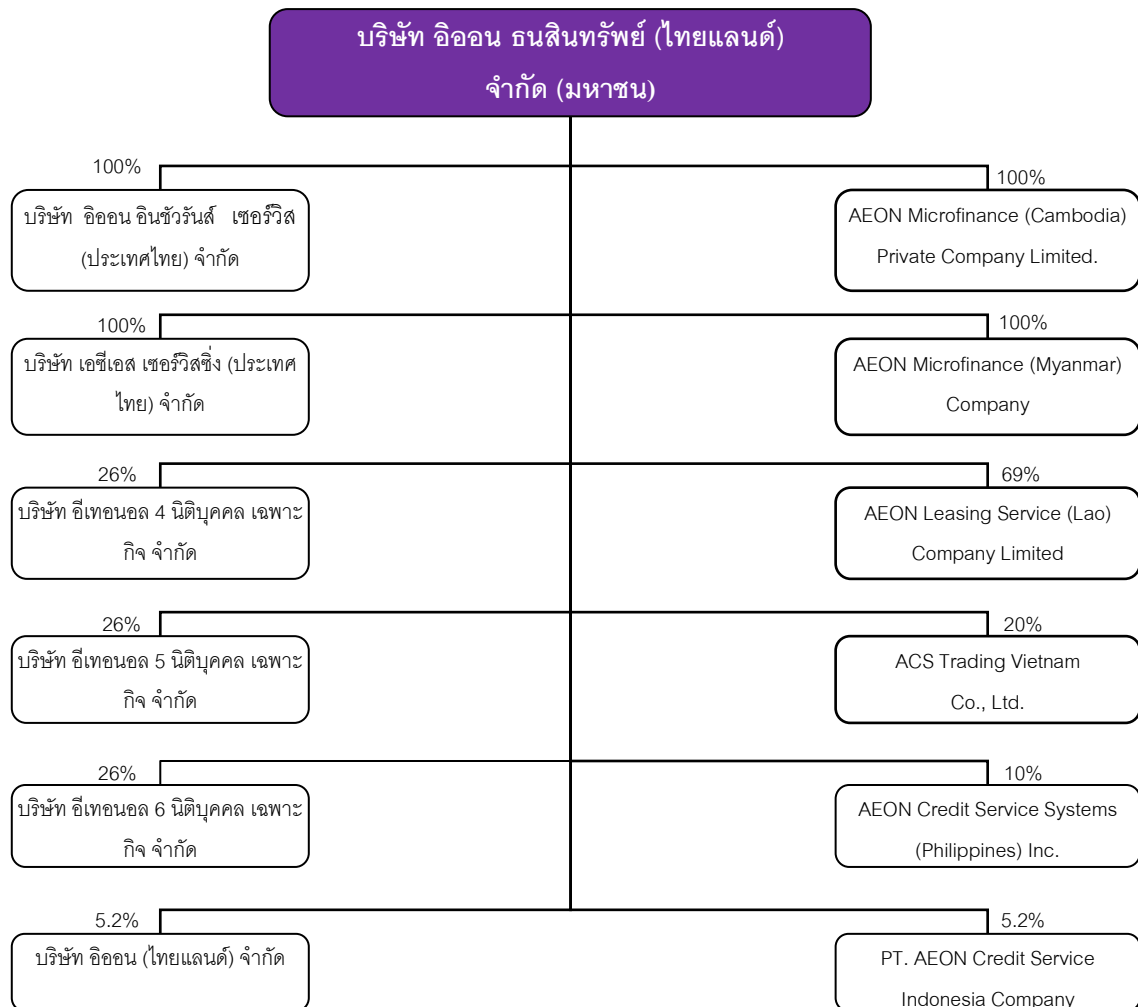 บริษัท อิออน ธนสินทรัพย์ (ไทยแลนด์)
จำกัด (มหาชน)
100%
บริษัท อิออน อินชัวรันส์ เซอร์วิส
(ประเทศไทย) จำกัด
100%
AEON Microfinance (Cambodia)
Private Company Limited.
100%
บริษัท เอซีเอส เซอร์วิสซิ่ง (ประเทศ
ไทย) จำกัด
100%
AEON Microfinance (Myanmar)
Company
26%
บริษัท อีเทอนอล 4 นิติบุคคล เฉพาะ
กิจ จำกัด
69%
AEON Leasing Service (Lao)
Company Limited
26%
บริษัท อีเทอนอล 5 นิติบุคคล เฉพาะ
กิจ จำกัด
20%
ACS Trading Vietnam
Co., Ltd.
26%
บริษัท อีเทอนอล 6 นิติบุคคล เฉพาะ
กิจ จำกัด
10%
AEON Credit Service Systems
(Philippines) Inc.
5.2%
บริษัท อิออน (ไทยแลนด์) จำกัด
5.2%
PT. AEON Credit Service
Indonesia Company